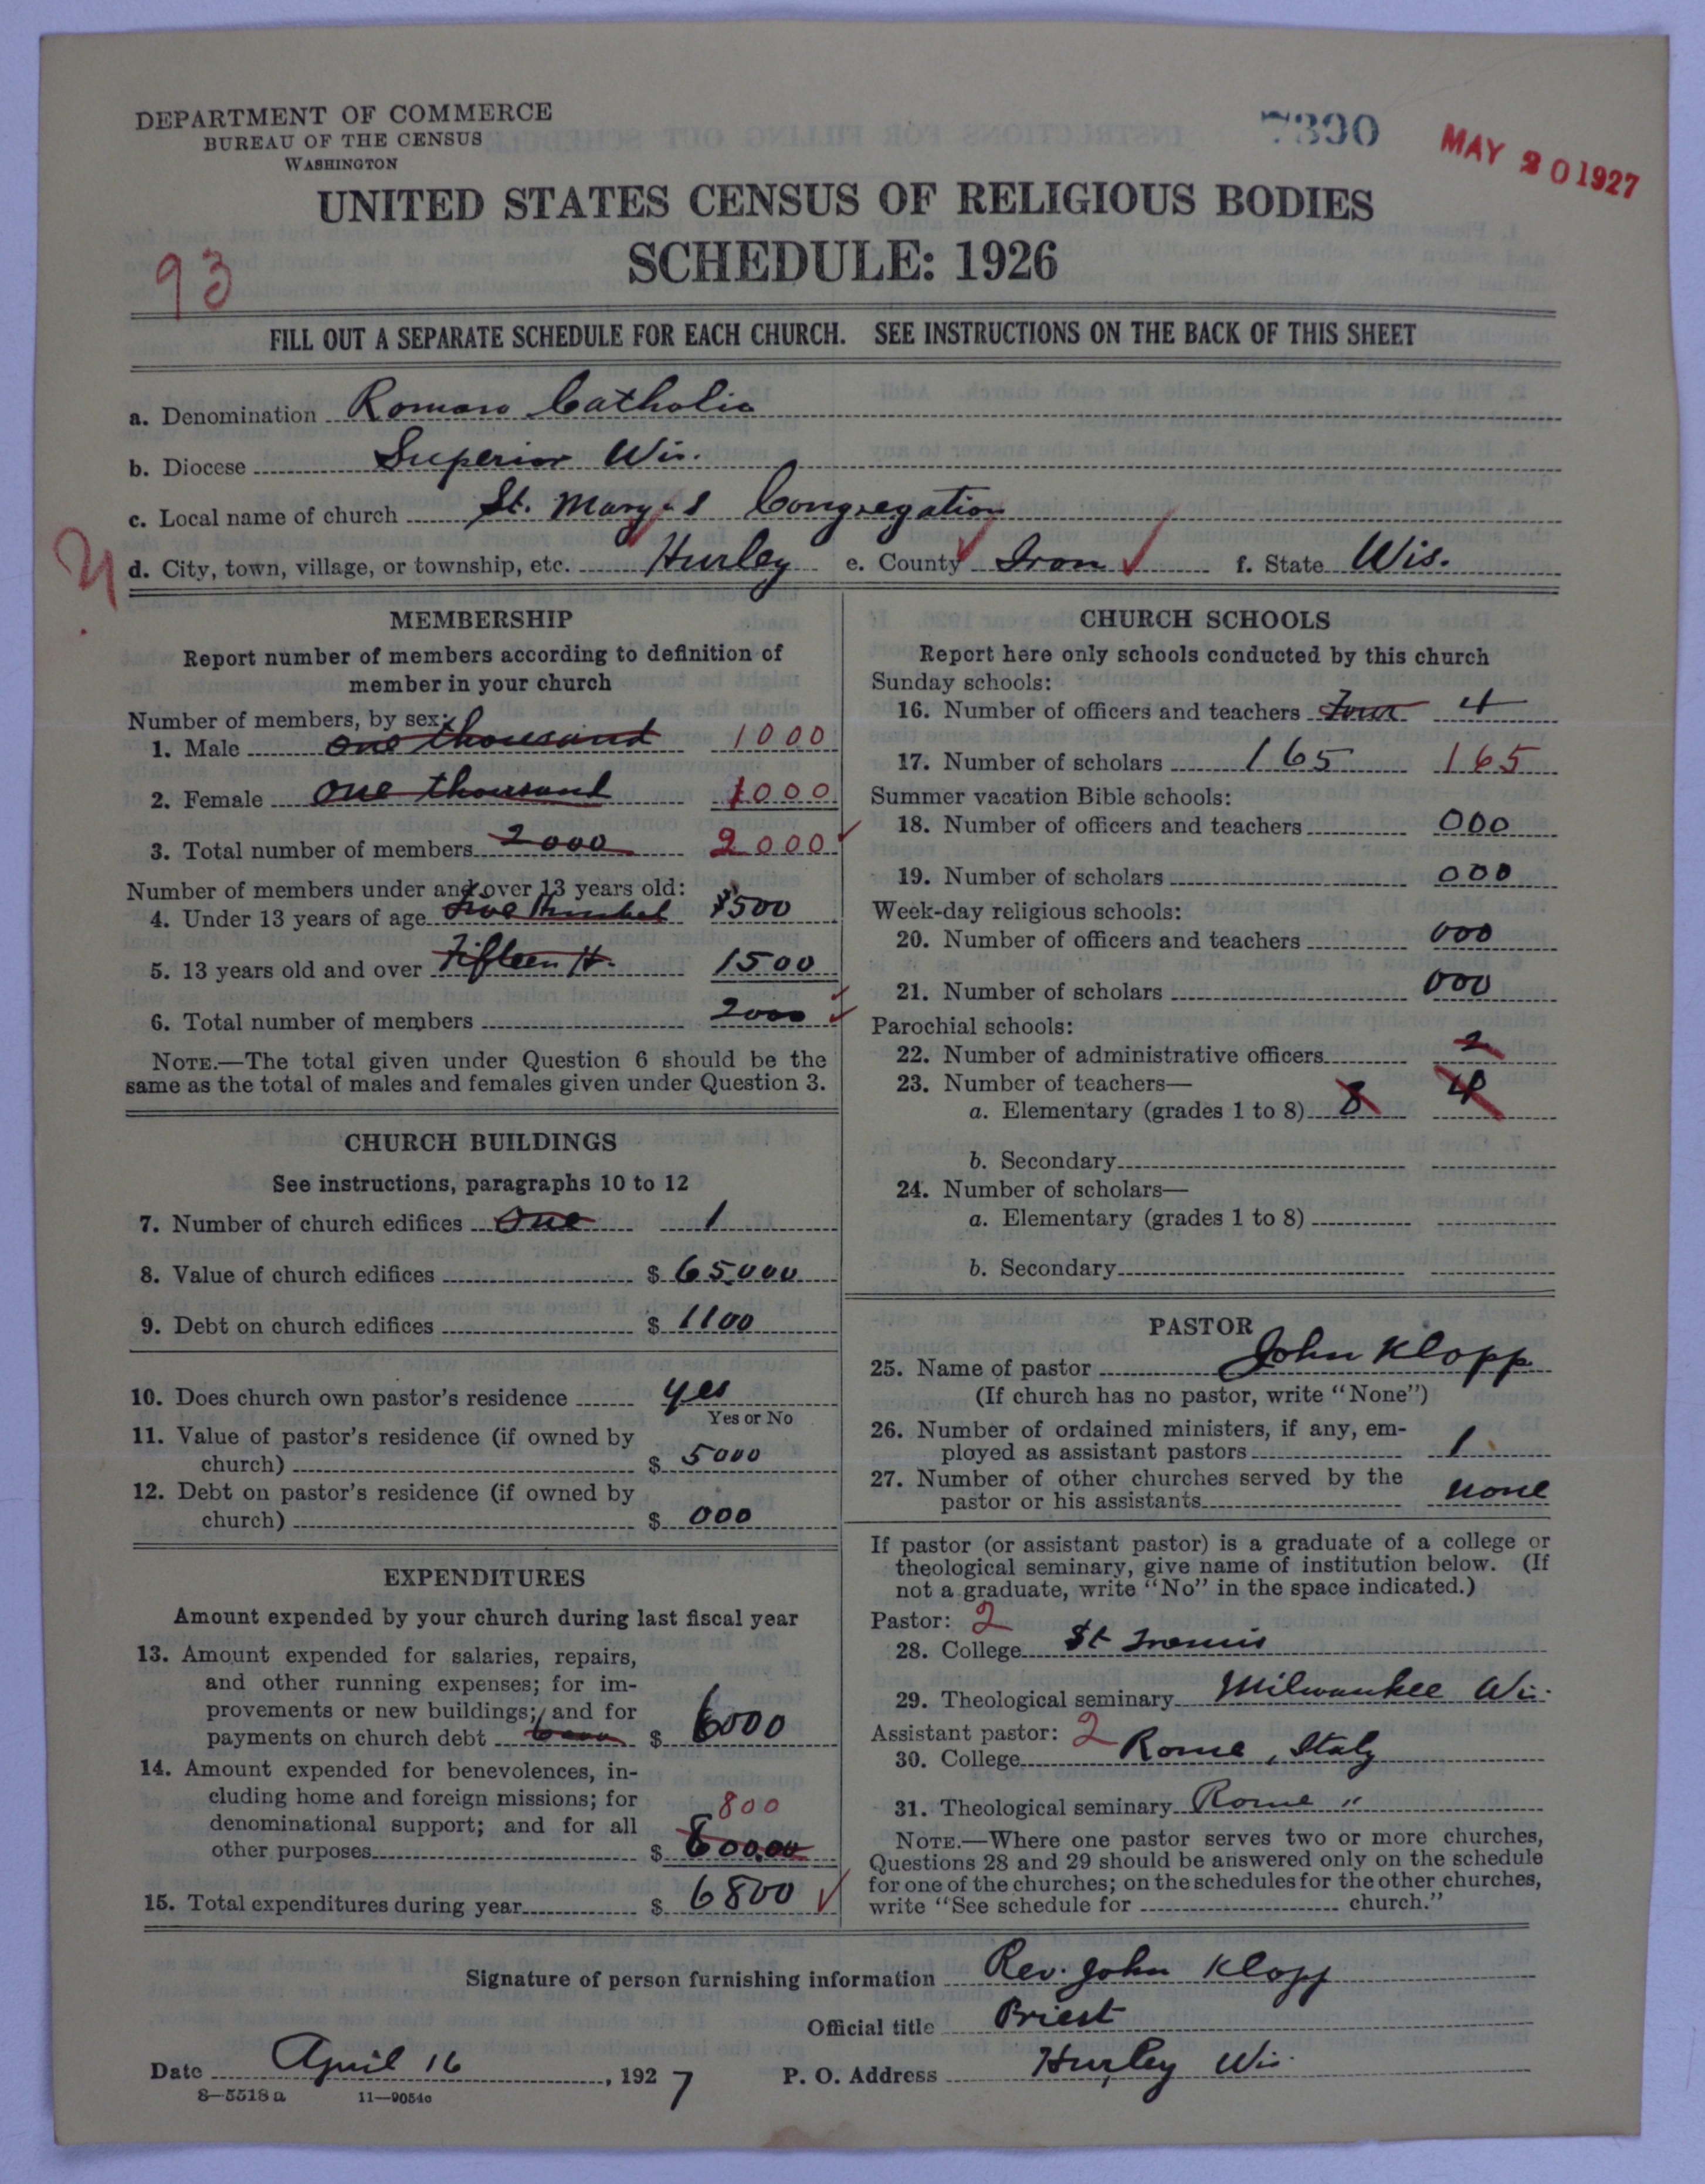 DEPARTMENT OF COMMERCE
BUREAU OF THE CENSUS
WASHINGTON
7390
MAY 20 1927
UNITED STATES CENSUS OF RELIGIOUS BODIES
SCHEDULE: 1926
93
FILL OUT A SEPARATE SCHEDULE FOR EACH CHURCH. SEE INSTRUCTIONS ON THE BACK OF THIS SHEET
a. Denomination Roman Catholic
b. Diocese Superior Wis.
c. Local name of church St. Mary's Congregation
d. City, town, village, or township, etc. Hurley e. County Iron f. State Wis.
MEMBERSHIP
Report number of members according to definition of
member in your church
Number of members, by sex:
1. Male one thousand 1000
2. Female one thousand 1000
3. Total number of members 2000 2000
Number of members under and over 13 years old:
4. Under 13 years of age Five Hundred 500
5. 13 years old and over Fifteen H. 1500
6. Total number of members 2000
NOTE.—The total given under Question 6 should be the
same as the total of males and females given under Question 3.
CHURCH BUILDINGS
See instructions, paragraphs 10 to 12
7. Number of church edifices One 1
8. Value of church edifices $ 65,000
9. Debt on church edifices $ 1100
10. Does church own pastor's residence yes
Yes or No
11. Value of pastor's residence (if owned by
church) $ 5000
12. Debt on pastor's residence (if owned by
church) $ 000
EXPENDITURES
Amount expended by your church during last fiscal year
13. Amount expended for salaries, repairs,
and other running expenses; for im-
provements or new buildings; and for
payments on church debt 6000 $ 6000
14. Amount expended for benevolences, in-
cluding home and foreign missions; for
800
denominational support; and for all
other purposes $ 800.00
15. Total expenditures during year $ 6800
CHURCH SCHOOLS
Report here only schools conducted by this church
Sunday schools:
16. Number of officers and teachers Four 4
17. Number of scholars 165 165
Summer vacation Bible schools:
18. Number of officers and teachers 000
19. Number of scholars 000
Week-day religious schools:
20. Number of officers and teachers 000
21. Number of scholars 000
Parochial schools:
22. Number of administrative officers 2
23. Number of teachers—
a. Elementary (grades 1 to 8) 8
b. Secondary
24. Number of scholars—
a. Elementary (grades 1 to 8)
b. Secondary
PASTOR
25. Name of pastor John Klopp
(If church has no pastor, write "None")
26. Number of ordained ministers, if any, em-
ployed as assistant pastors 1
27. Number of other churches served by the
pastor or his assistants none
If pastor (or assistant pastor) is a graduate of a college or
theological seminary, give name of institution below. (If
not a graduate, write "No" in the space indicated.)
Pastor: 2
28. College St Francis
29. Theological seminary Milwaukee Wis.
Assistant pastor: 2
30. College Rome, Italy
31. Theological seminary Rome "
NOTE.—Where one pastor serves two or more churches,
Questions 28 and 29 should be answered only on the schedule
for one of the churches; on the schedules for the other churches,
write "See schedule for church."
Signature of person furnishing information Rev. John Klopp
Official title Priest
Date April 16, 1927 P. O. Address Hurley Wis.
8—5518a 11—9054c